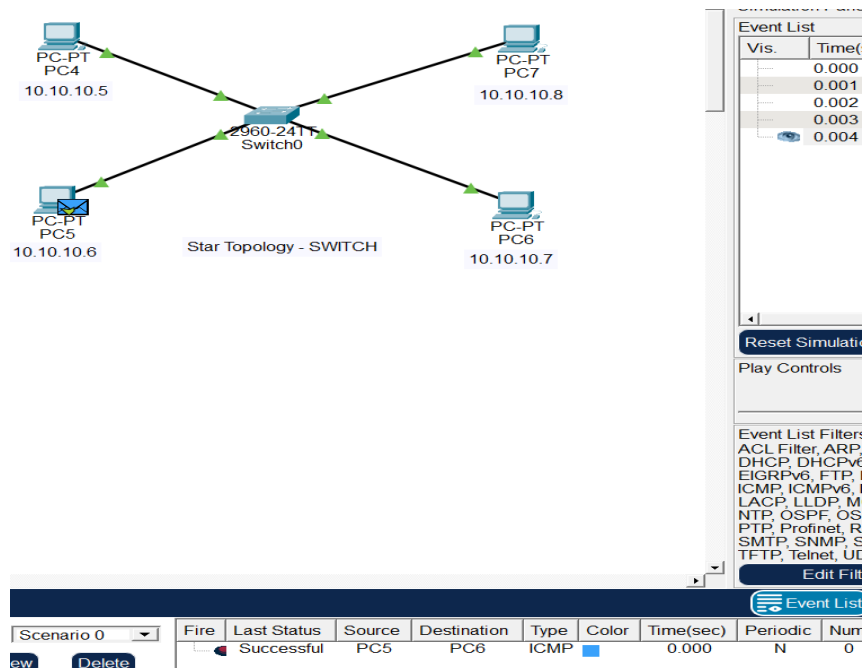 Event List
Vis. Time(
0.000
0.001
0.002
0.003
0.004
PC-PT
PC4
10.10.10.5
PC-PT
PC7
10.10.10.8
2960-24TT
Switch0
PC-PT
PC5
10.10.10.6
Star Topology - SWITCH
PC-PT
PC6
10.10.10.7
Reset Simulatio
Play Controls
Event List Filters
ACL Filter, ARP,
DHCP, DHCPv6
EIGRPv6, FTP,
ICMP, ICMPv6,
LACP, LLDP,
NTP, OSPF,
PTP, Profinet,
SMTP, SNMP,
TFTP, Telnet,
Edit Filt
Event List
Scenario 0
Fire Last Status Source Destination Type Color Time(sec) Periodic Num
Successful PC5 PC6 ICMP 0.000 N 0
ew Delete